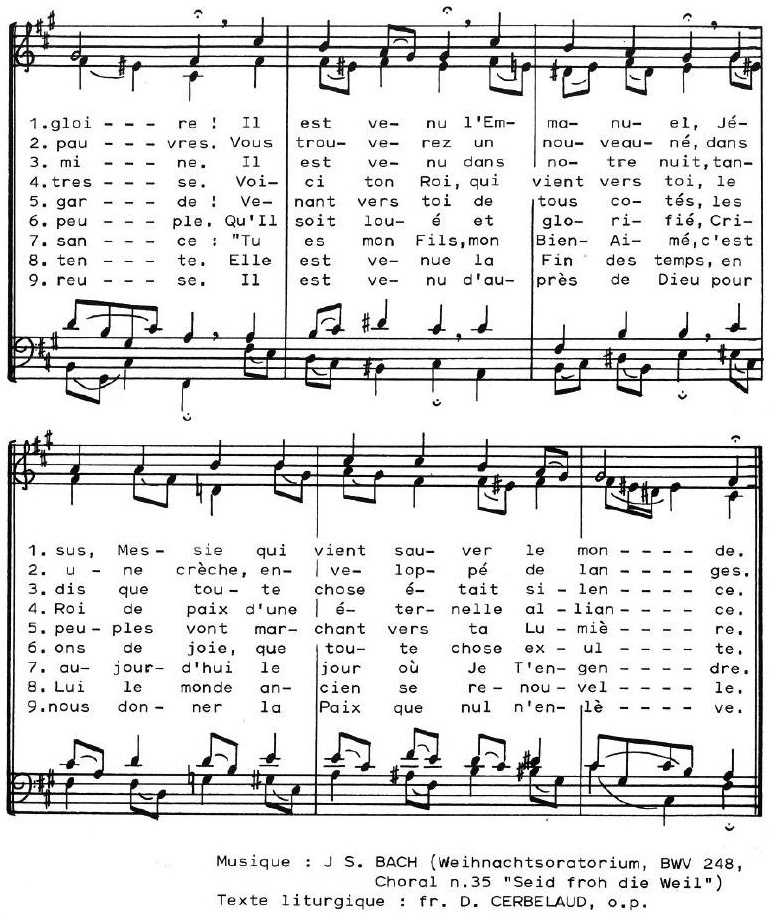 1.gloi --- re ! Il est ve- nu l'Em- ma- nu- el, Jé-
2. pau --- vres. Vous trou- ve- rez un nou- veau- né, dans
3. mi --- ne. Il est ve- nu dans no- tre nuit,tan-
4. tres --- se. Voi- ci ton Roi, qui vient vers toi, le
5. gar --- de ! Ve- nant vers toi de tous co- tés, les
6. peu --- ple. Qu'Il soit lou- é et glo- ri- fié, Cri-
7. san --- ce : "Tu es mon Fils,mon Bien- Ai- mé,c'est
8. ten --- te. Elle est ve- nue la Fin des temps, en
9. reu --- se. Il est ve- nu d'au- près de Dieu pour
1. sus, Mes- sie qui vient sau- ver le mon ---- de.
2. u- ne crèche, en- ve- lop- pé de lan ---- ges.
3. dis que tou- te chose é- tait si- len ---- ce.
4. Roi de paix d'une é- ter- nelle al- lian ---- ce.
5. peu- ples vont mar- chant vers ta Lu- miè ---- re.
6. ons de joie, que tou- te chose ex- ul ---- te.
7. au- jour- d'hui le jour où Je T'en- gen ---- dre.
8. Lui le monde an- cien se re- nou- vel ---- le.
9.nous don- ner la Paix que nul n'en- lè ---- ve.
Musique : J S. BACH (Weihnachtsoratorium, BWV 248,
Choral n.35 "Seid froh die Weil")
Texte liturgique : fr. D. CERBELAUD, o.p.